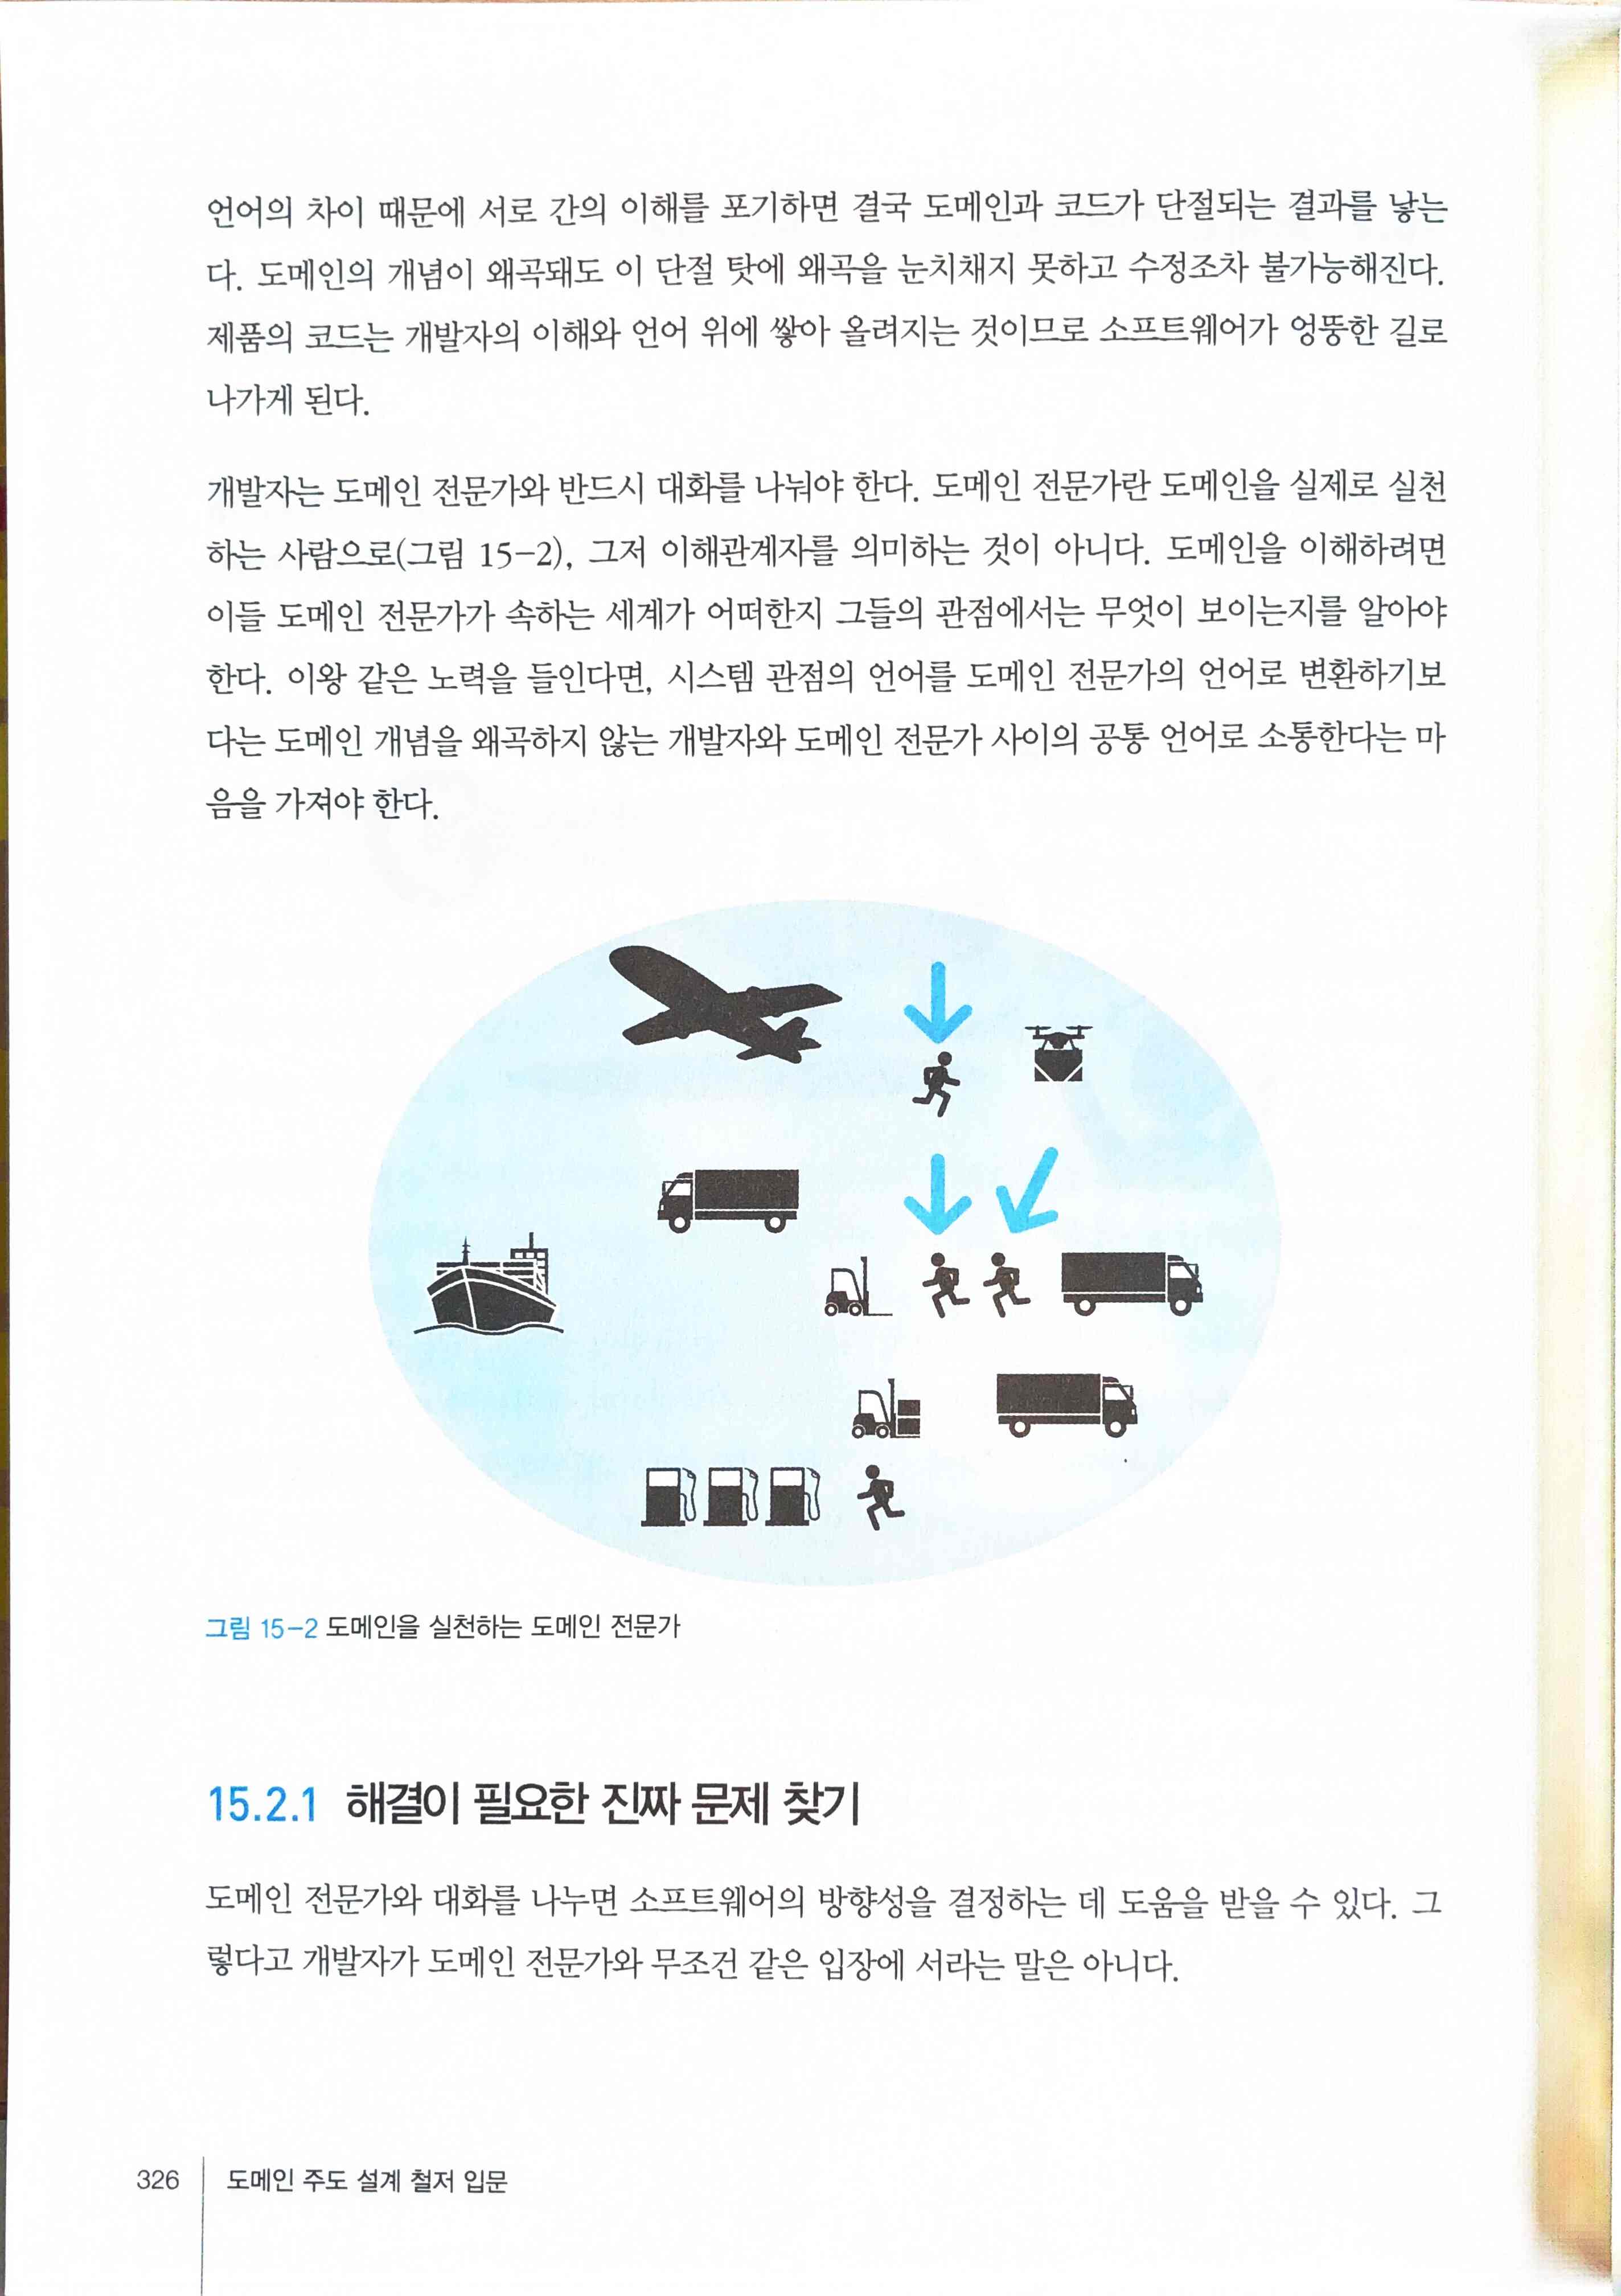 언어의 차이 때문에 서로 간의 이해를 포기하면 결국 도메인과 코드가 단절되는 결과를 낳는
다. 도메인의 개념이 왜곡돼도 이 단절 탓에 왜곡을 눈치채지 못하고 수정조차 불가능해진다.
제품의 코드는 개발자의 이해와 언어 위에 쌓아 올려지는 것이므로 소프트웨어가 엉뚱한 길로
나가게 된다.
개발자는 도메인 전문가와 반드시 대화를 나눠야 한다. 도메인 전문가란 도메인을 실제로 실천
하는 사람으로(그림 15-2), 그저 이해관계자를 의미하는 것이 아니다. 도메인을 이해하려면
이들 도메인 전문가가 속하는 세계가 어떠한지 그들의 관점에서는 무엇이 보이는지를 알아야
한다. 이왕 같은 노력을 들인다면, 시스템 관점의 언어를 도메인 전문가의 언어로 변환하기보
다는 도메인 개념을 왜곡하지 않는 개발자와 도메인 전문가 사이의 공통 언어로 소통한다는 마
음을 가져야 한다.
그림 15-2 도메인을 실천하는 도메인 전문가
15.2.1 해결이 필요한 진짜 문제 찾기
도메인 전문가와 대화를 나누면 소프트웨어의 방향성을 결정하는 데 도움을 받을 수 있다. 그
렇다고 개발자가 도메인 전문가와 무조건 같은 입장에 서라는 말은 아니다.
326 도메인 주도 설계 철저 입문